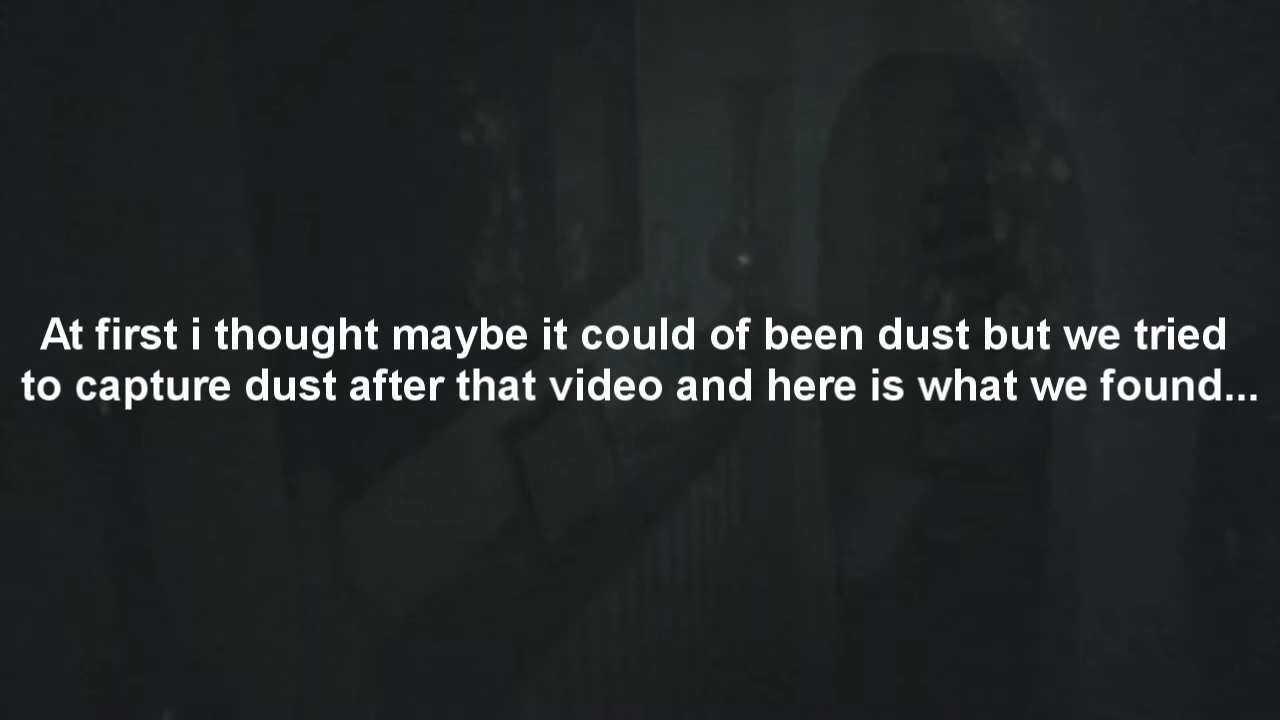 At first i thought maybe it could of been dust but we tried
to capture dust after that video and here is what we found...